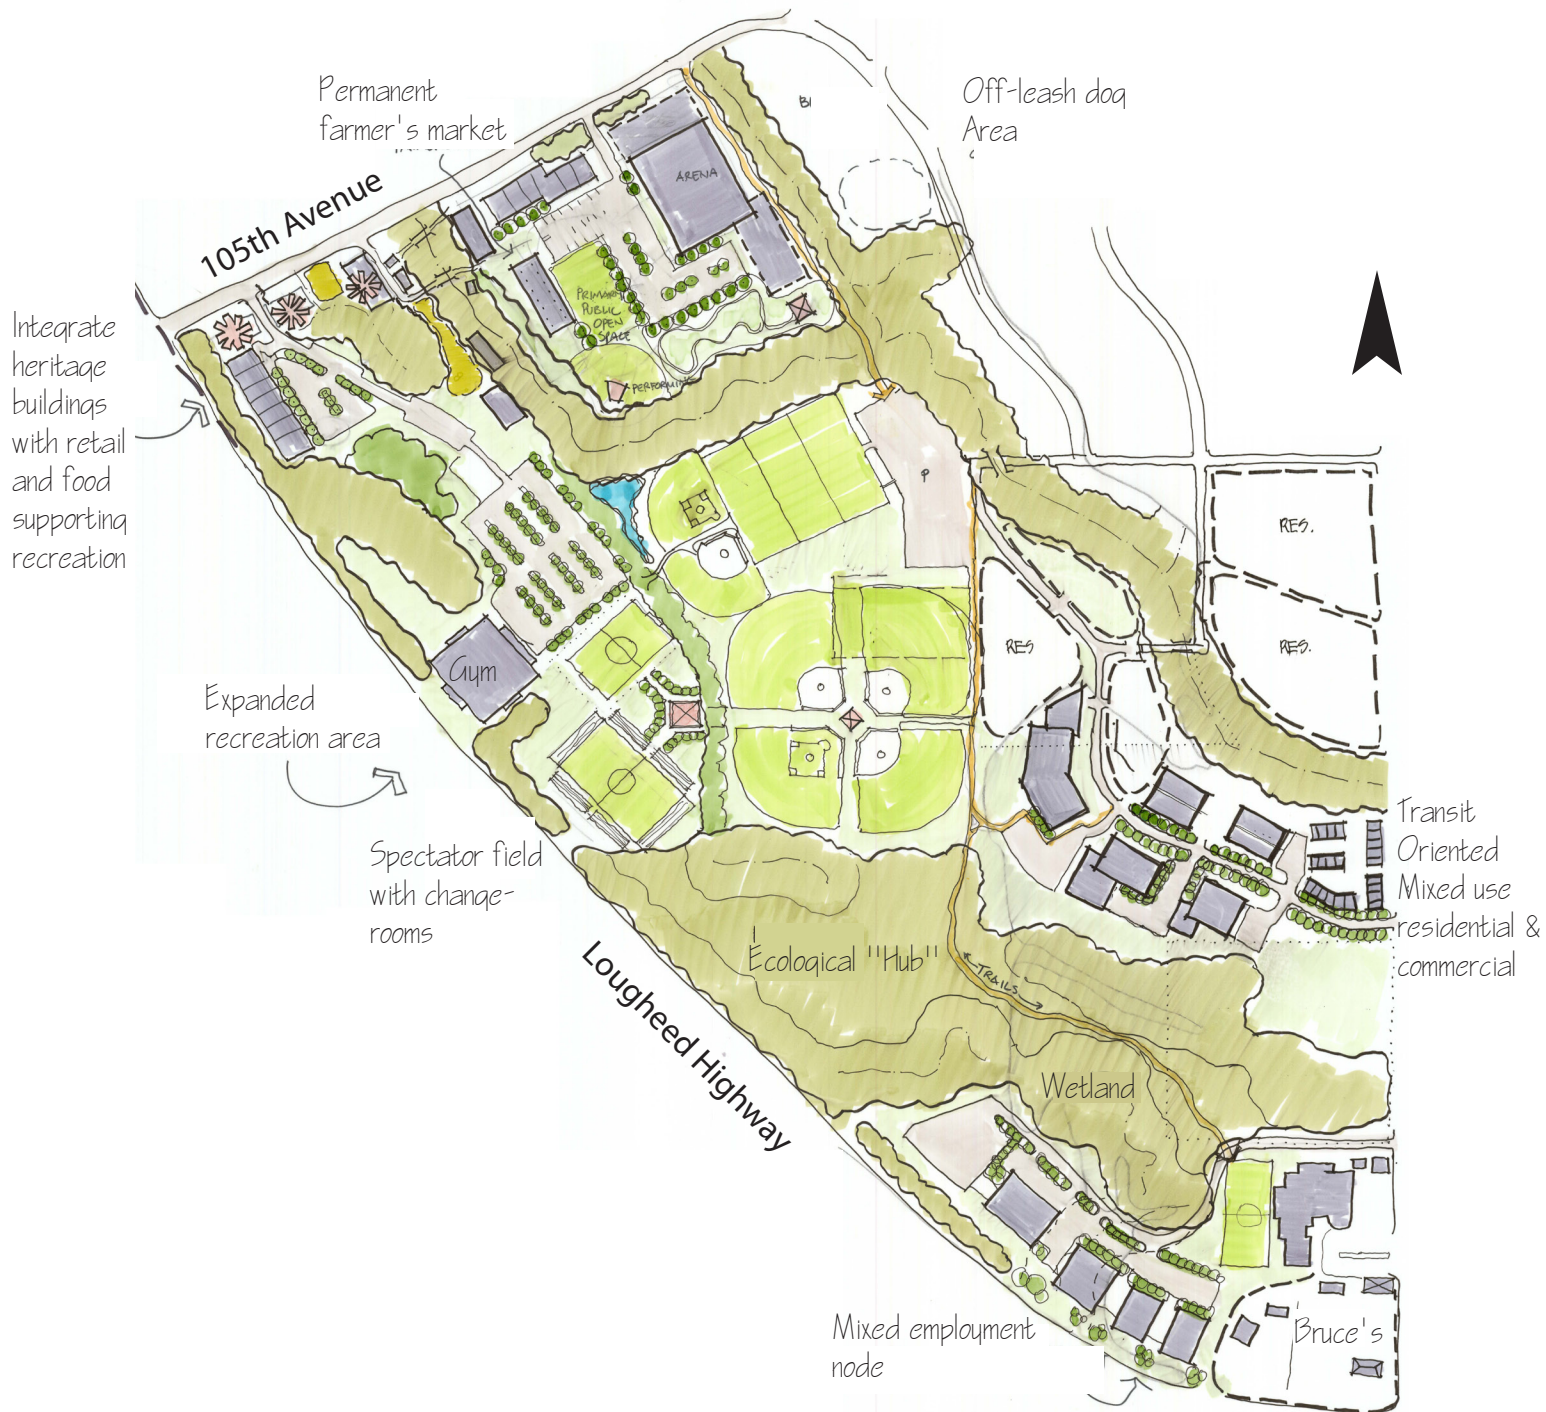 Permanent
farmer's market
Off-leash dog
Area
BI
105th Avenue
ARENA
PRIMARY
PUBLIC
OPEN
SPACE
PERFORMING
Integrate
heritage
buildings
with retail
and food
supporting
recreation
P
RES.
RES
RES.
Gym
Expanded
recreation area
Spectator field
with change-
rooms
Transit
Oriented
Mixed use
residential &
commercial
Ecological "Hub"
TRAILS
Lougheed Highway
Wetland
Mixed employment
node
Bruce's